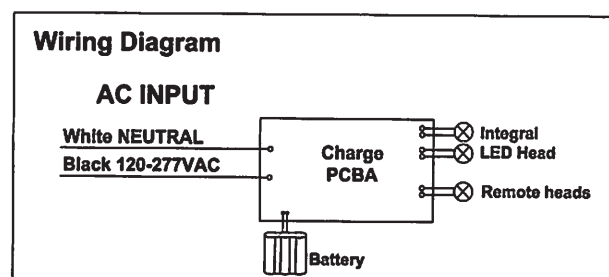 Wiring Diagram
AC INPUT
White NEUTRAL
Black 120-277VAC
Charge
PCBA
Integral
LED Head
Remote heads
Battery